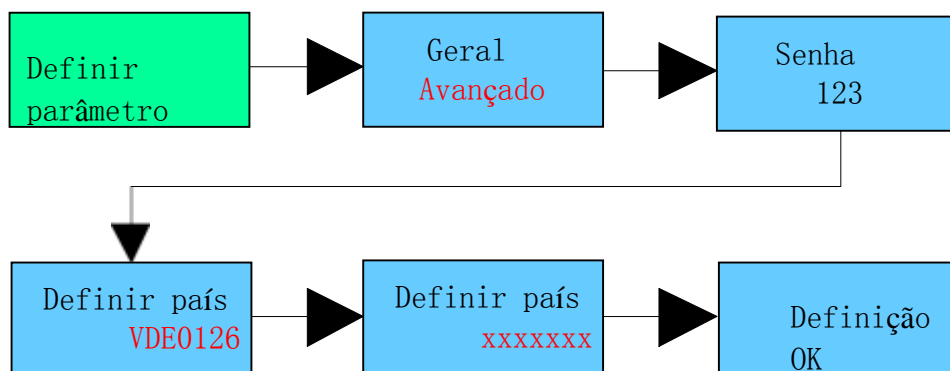 Definir
parâmetro
Geral
Avançado
Senha
123
Definir país
VDE0126
Definir país
xxxxxxx
Definição
OK